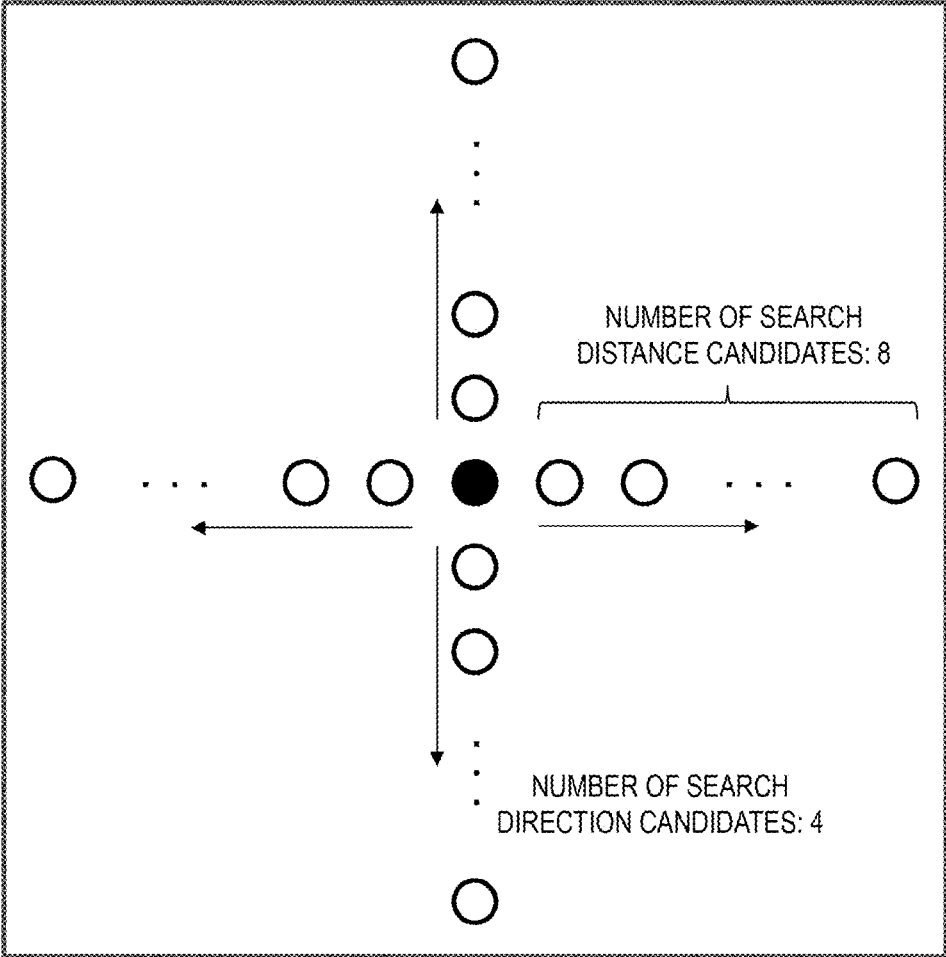 NUMBER OF SEARCH
DISTANCE CANDIDATES: 8
NUMBER OF SEARCH
DIRECTION CANDIDATES: 4